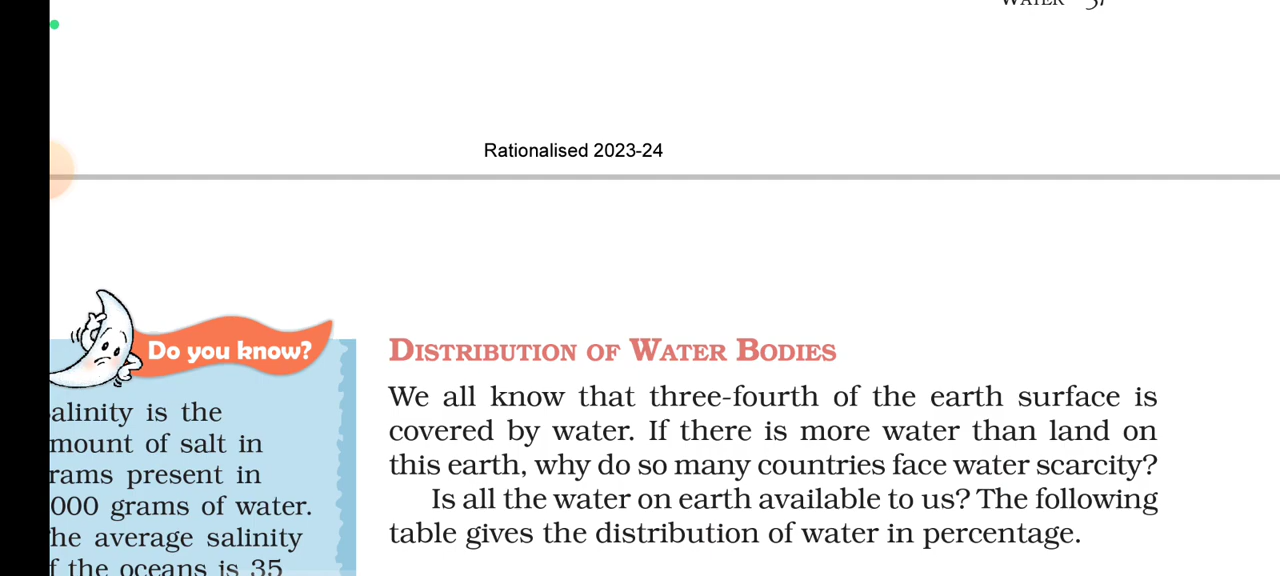 Rationalised 2023-24
Do you know?
alinity is the
mount of salt in
rams present in
000 grams of water.
he average salinity
f the oceans is 35
DISTRIBUTION OF WATER BODIES
We all know that three-fourth of the earth surface is
covered by water. If there is more water than land on
this earth, why do so many countries face water scarcity?
Is all the water on earth available to us? The following
table gives the distribution of water in percentage.